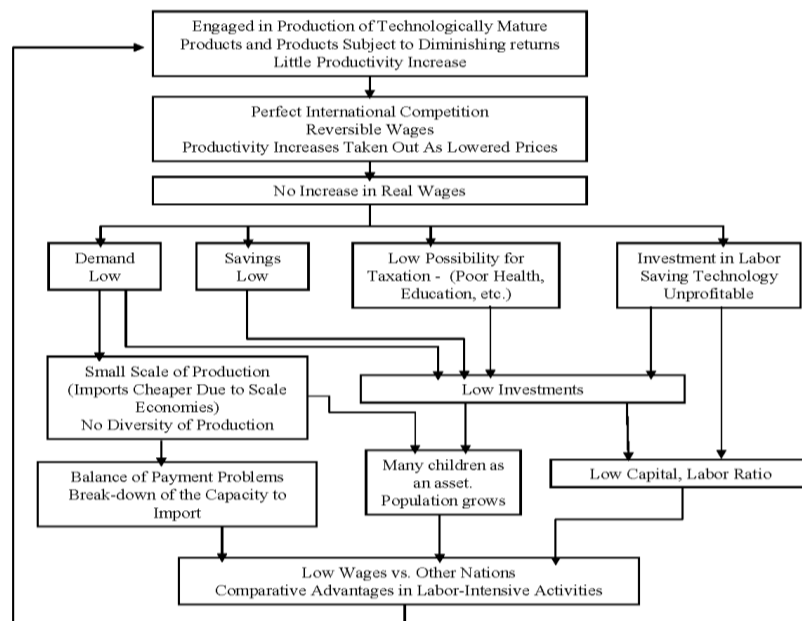 Engaged in Production of Technologically Mature
Products and Products Subject to Diminishing returns
Little Productivity Increase
Perfect International Competition
Reversible Wages
Productivity Increases Taken Out As Lowered Prices
No Increase in Real Wages
Demand
Low
Savings
Low
Low Possibility for
Taxation - (Poor Health,
Education, etc.)
Investment in Labor
Saving Technology
Unprofitable
Small Scale of Production
(Imports Cheaper Due to Scale
Economies)
No Diversity of Production
Low Investments
Balance of Payment Problems
Break-down of the Capacity to
Import
Many children as
an asset.
Population grows
Low Capital, Labor Ratio
Low Wages vs. Other Nations
Comparative Advantages in Labor-Intensive Activities